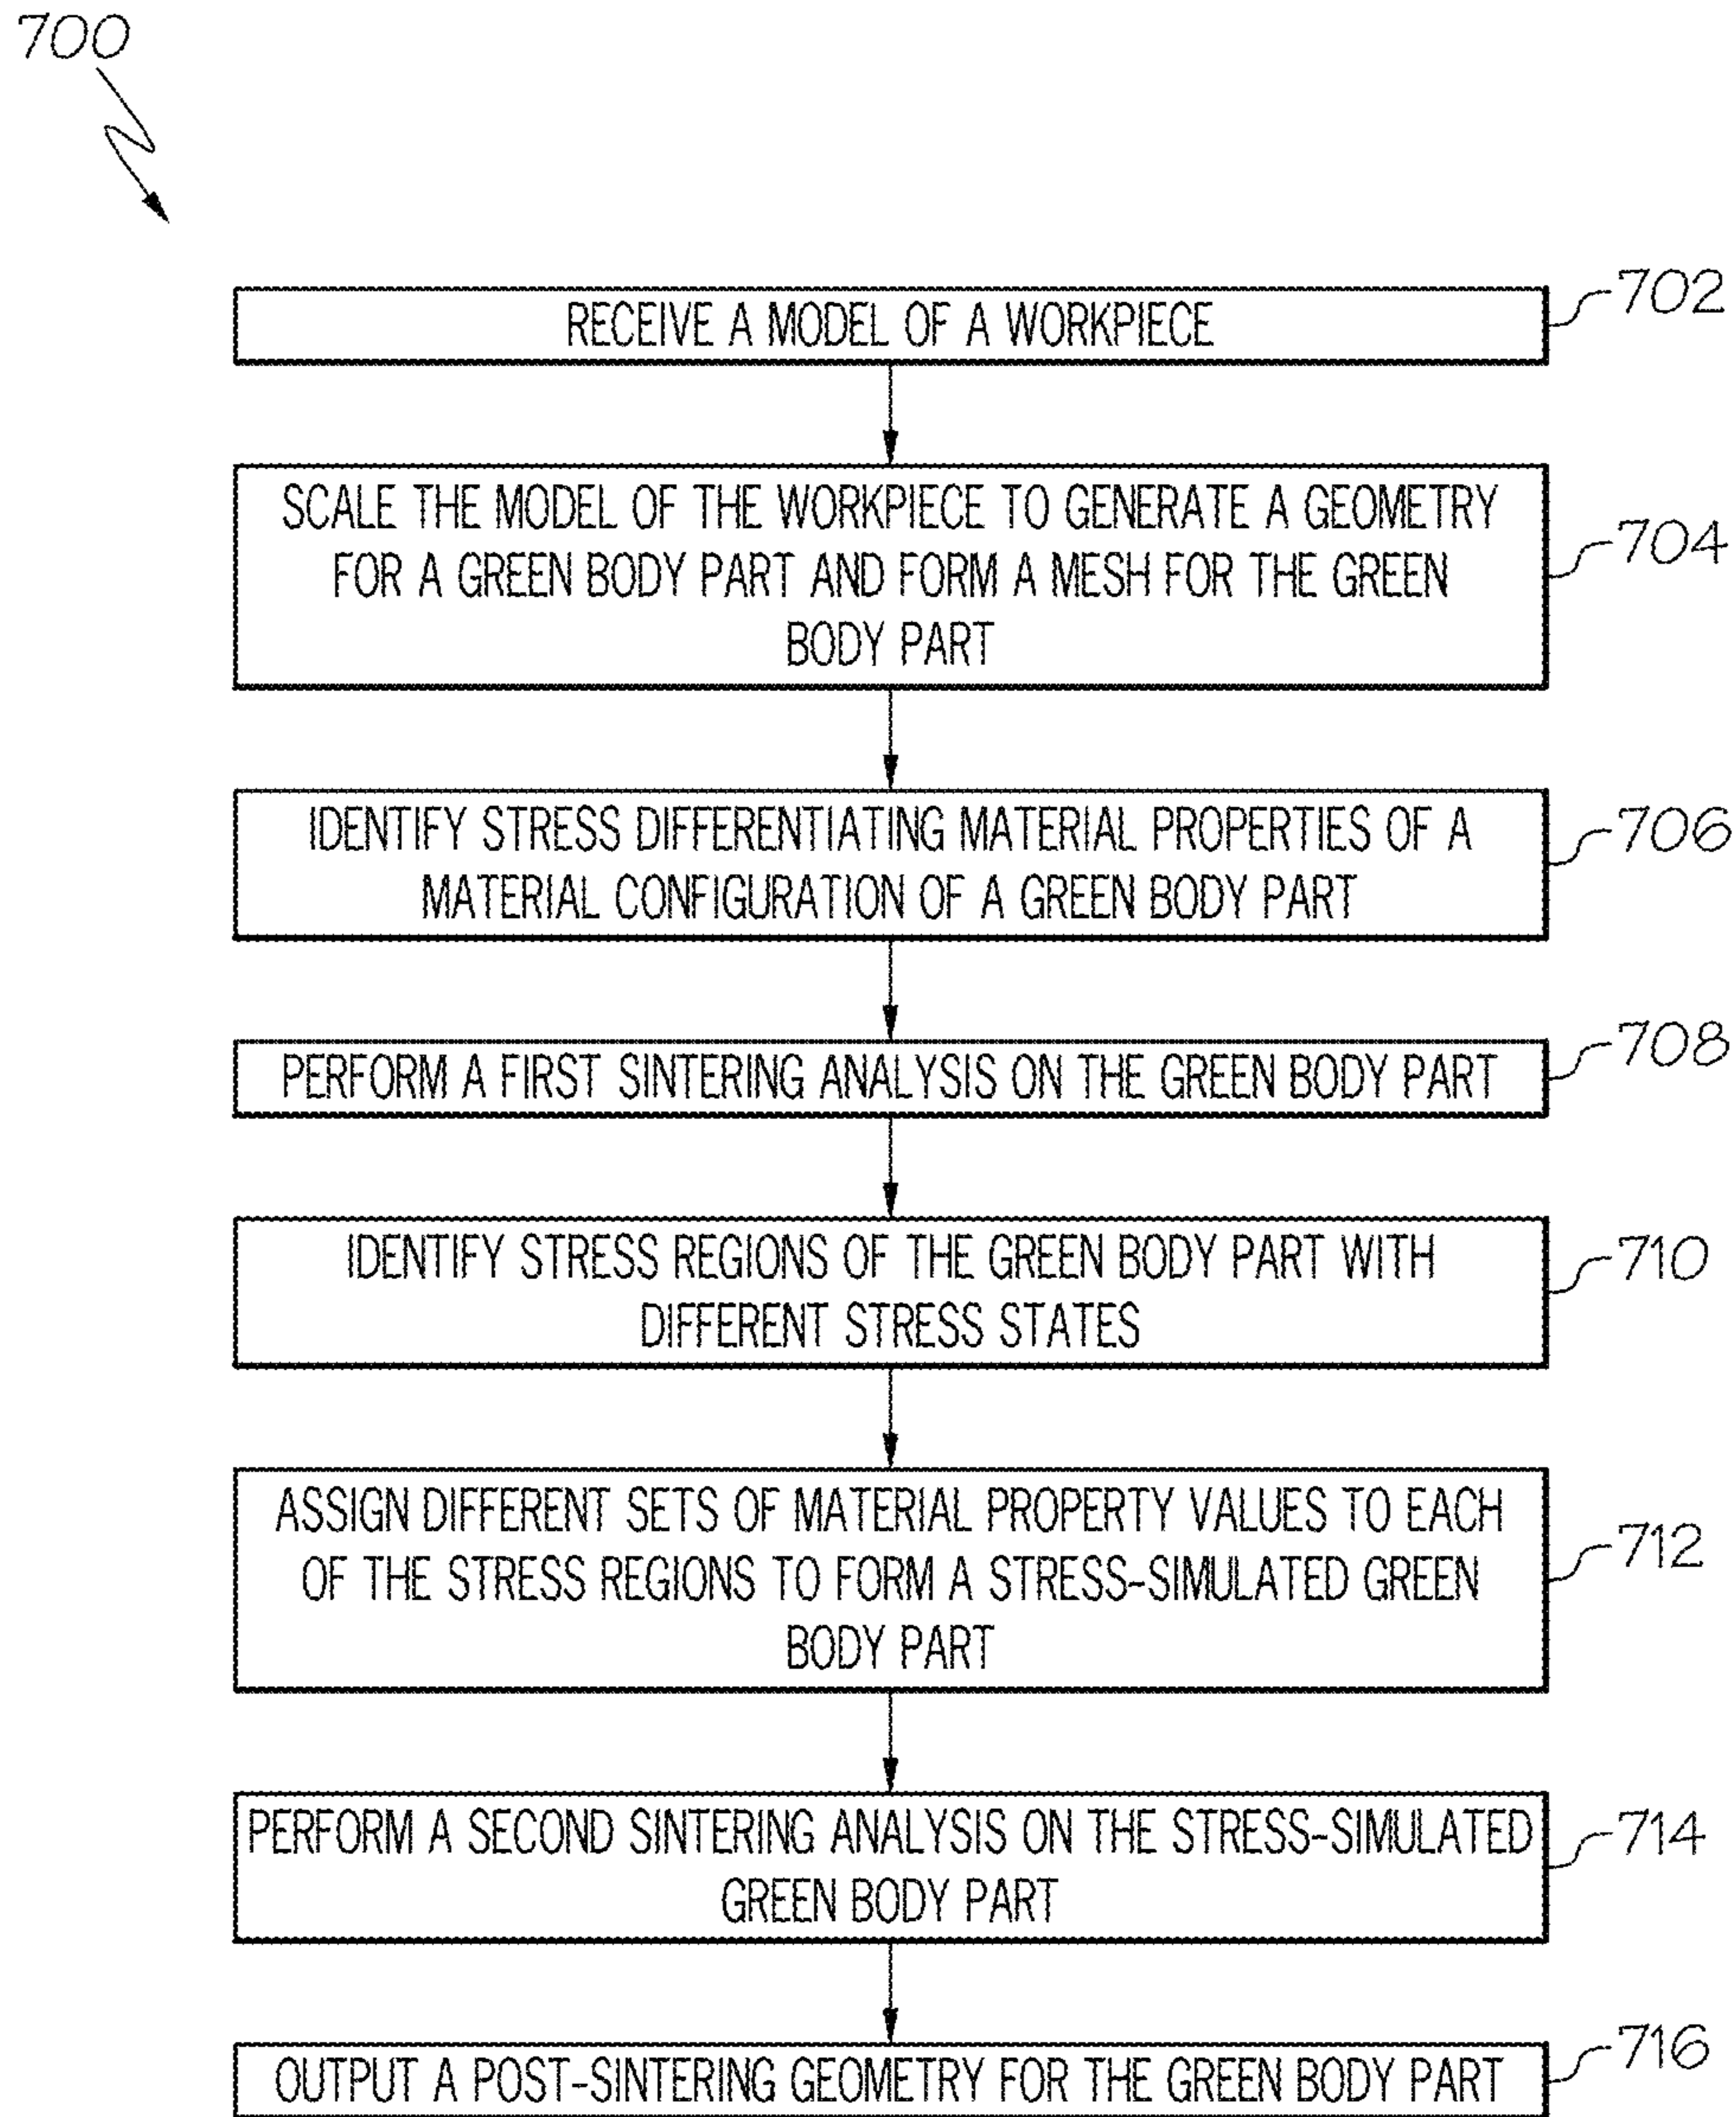 700
RECEIVE A MODEL OF A WORKPIECE
702
SCALE THE MODEL OF THE WORKPIECE TO GENERATE A GEOMETRY
FOR A GREEN BODY PART AND FORM A MESH FOR THE GREEN
BODY PART
704
IDENTIFY STRESS DIFFERENTIATING MATERIAL PROPERTIES OF A
MATERIAL CONFIGURATION OF A GREEN BODY PART
706
PERFORM A FIRST SINTERING ANALYSIS ON THE GREEN BODY PART
708
IDENTIFY STRESS REGIONS OF THE GREEN BODY PART WITH
DIFFERENT STRESS STATES
710
ASSIGN DIFFERENT SETS OF MATERIAL PROPERTY VALUES TO EACH
OF THE STRESS REGIONS TO FORM A STRESS-SIMULATED GREEN
BODY PART
712
PERFORM A SECOND SINTERING ANALYSIS ON THE STRESS-SIMULATED
GREEN BODY PART
714
OUTPUT A POST-SINTERING GEOMETRY FOR THE GREEN BODY PART
716